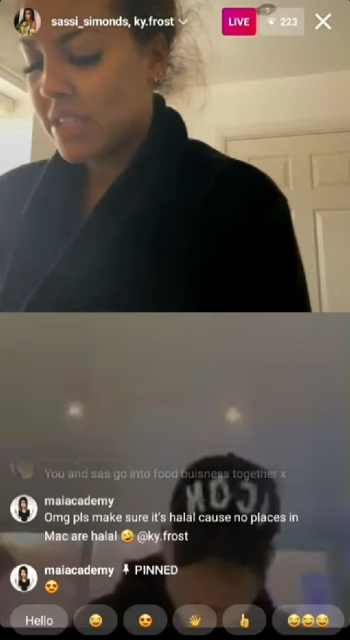 sassi_simonds, ky.frost
LIVE
223
You and sas go into food buisness together x
maiacademy
Omg pls make sure it's halal cause no places in
Mac are halal 🤣 @ky.frost
maiacademy 📌 PINNED
😍
Hello 😂 😍 👋 👍 😂😂😂